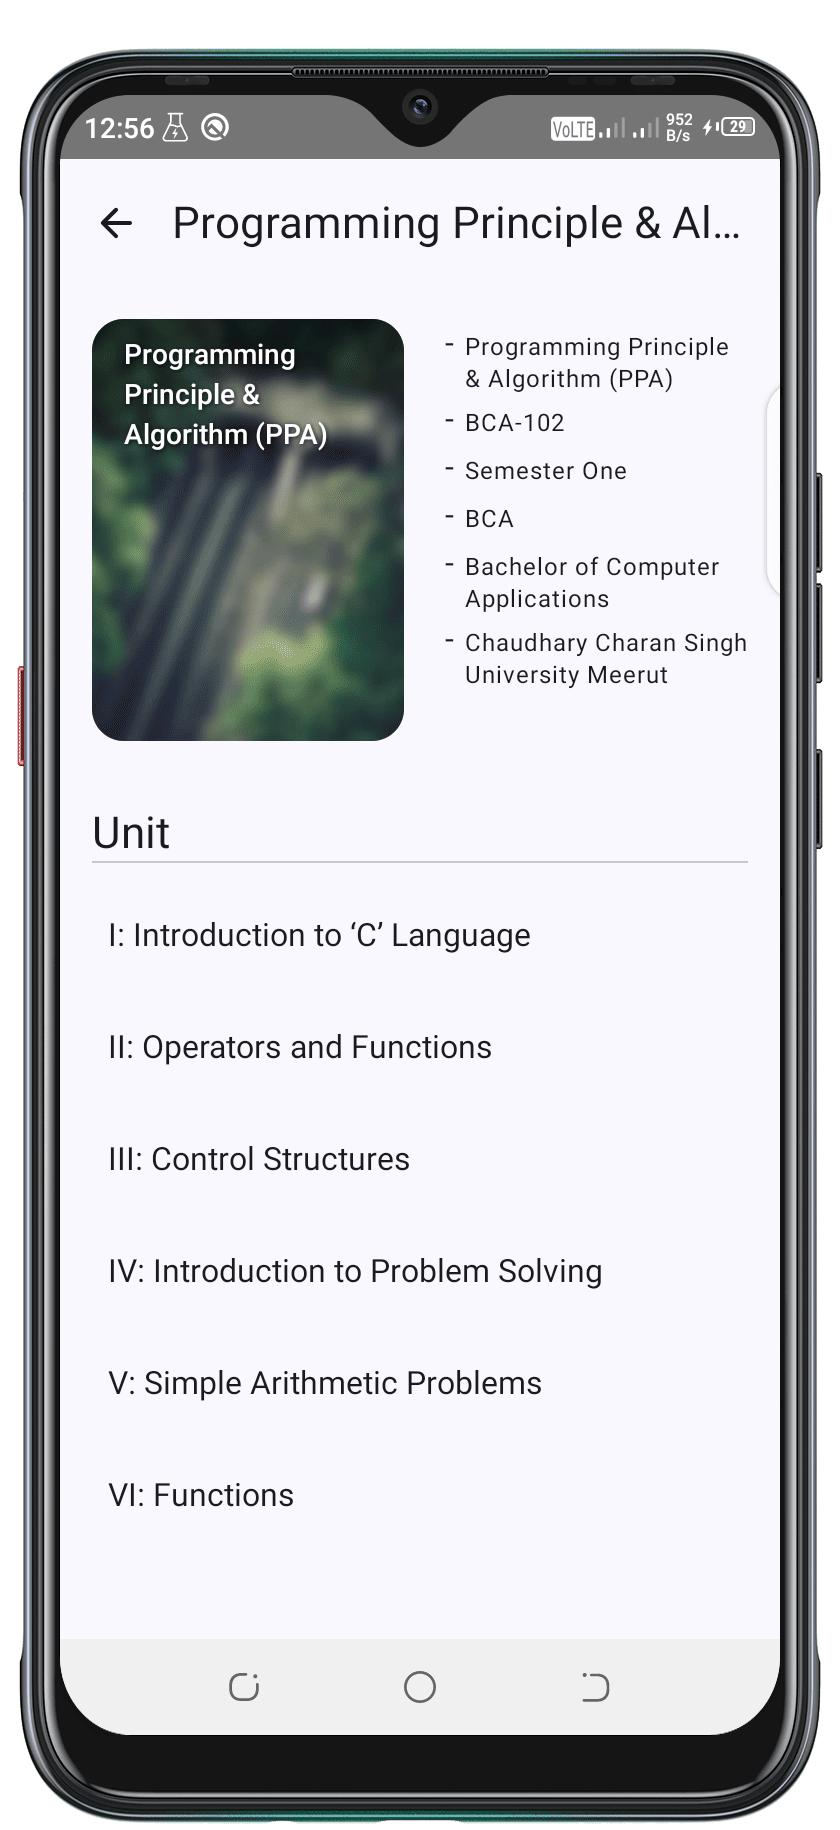 12:56 VoLTE 952 B/s 29
Programming Principle & Al...
Programming
Principle &
Algorithm (PPA)
- Programming Principle
& Algorithm (PPA)
- BCA-102
- Semester One
- BCA
- Bachelor of Computer
Applications
- Chaudhary Charan Singh
University Meerut
Unit
I: Introduction to ‘C’ Language
II: Operators and Functions
III: Control Structures
IV: Introduction to Problem Solving
V: Simple Arithmetic Problems
VI: Functions